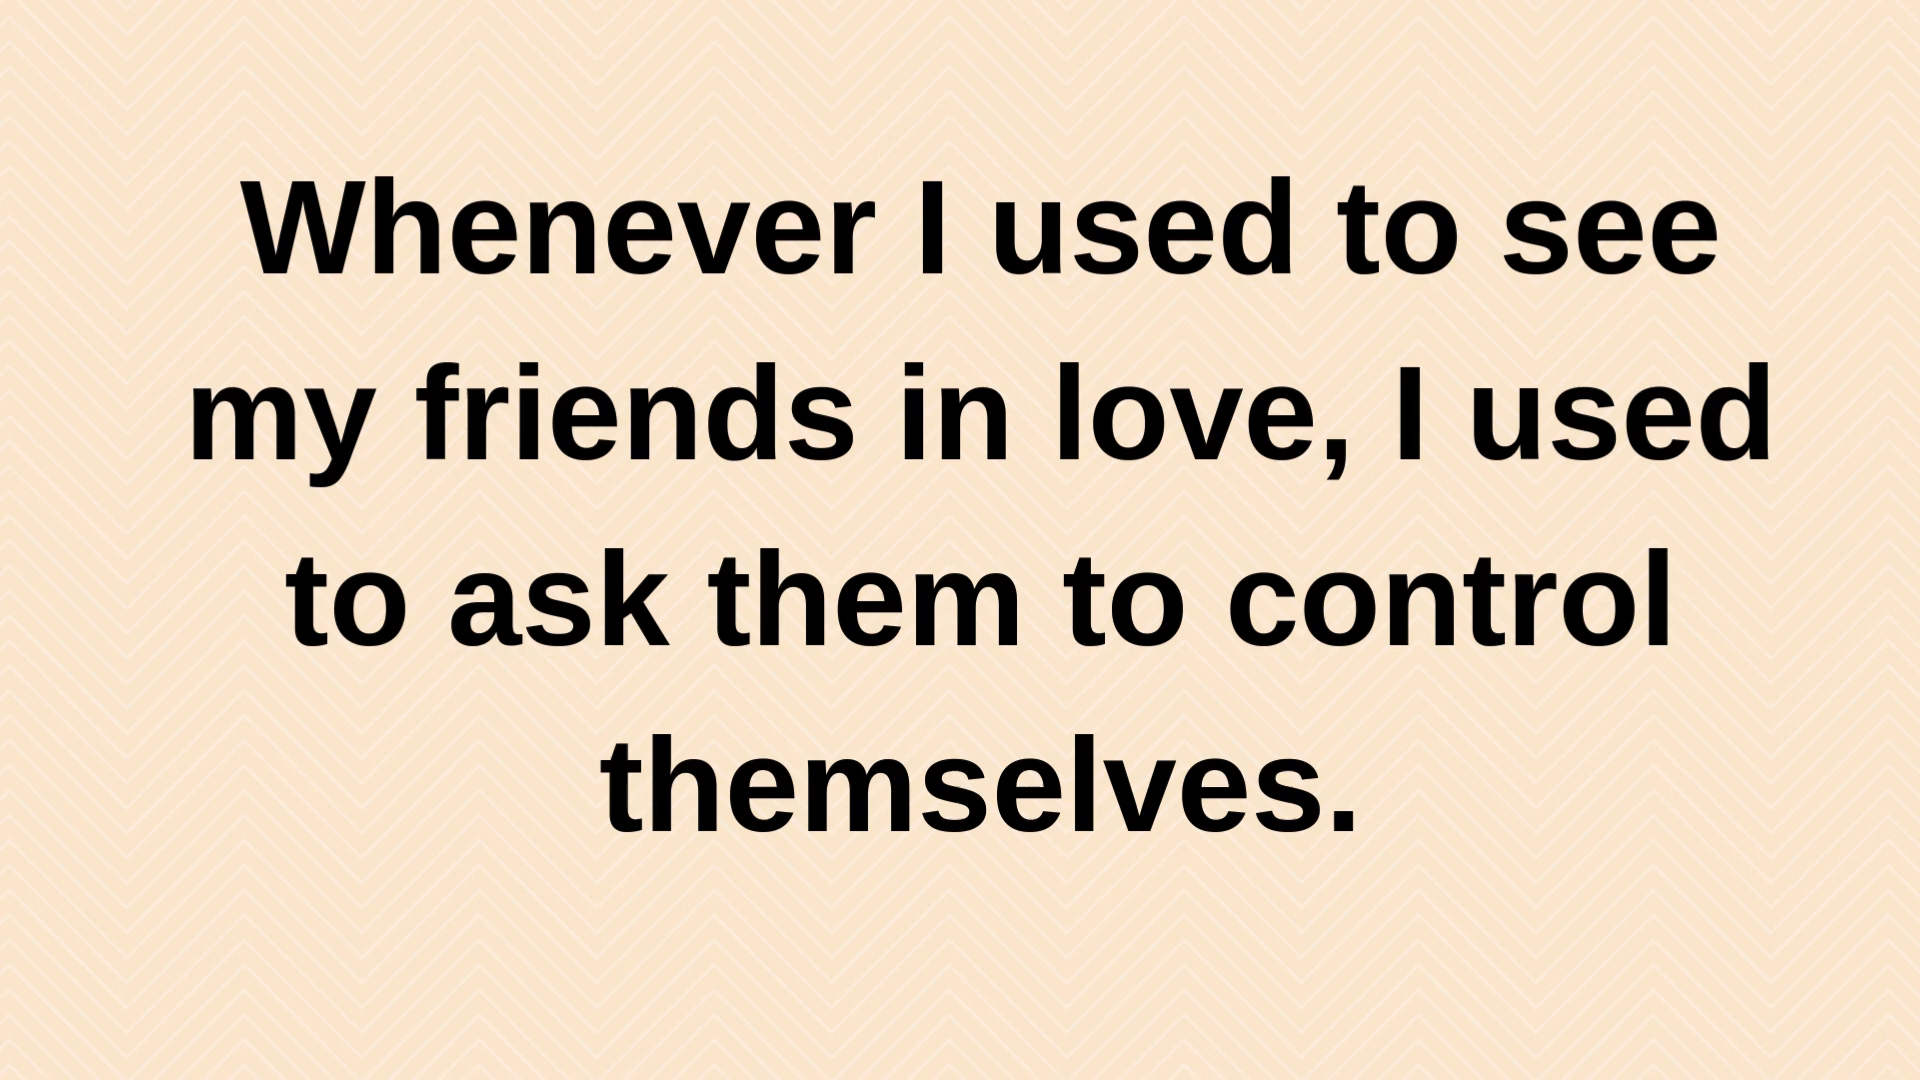 Whenever I used to see
my friends in love, I used
to ask them to control
themselves.